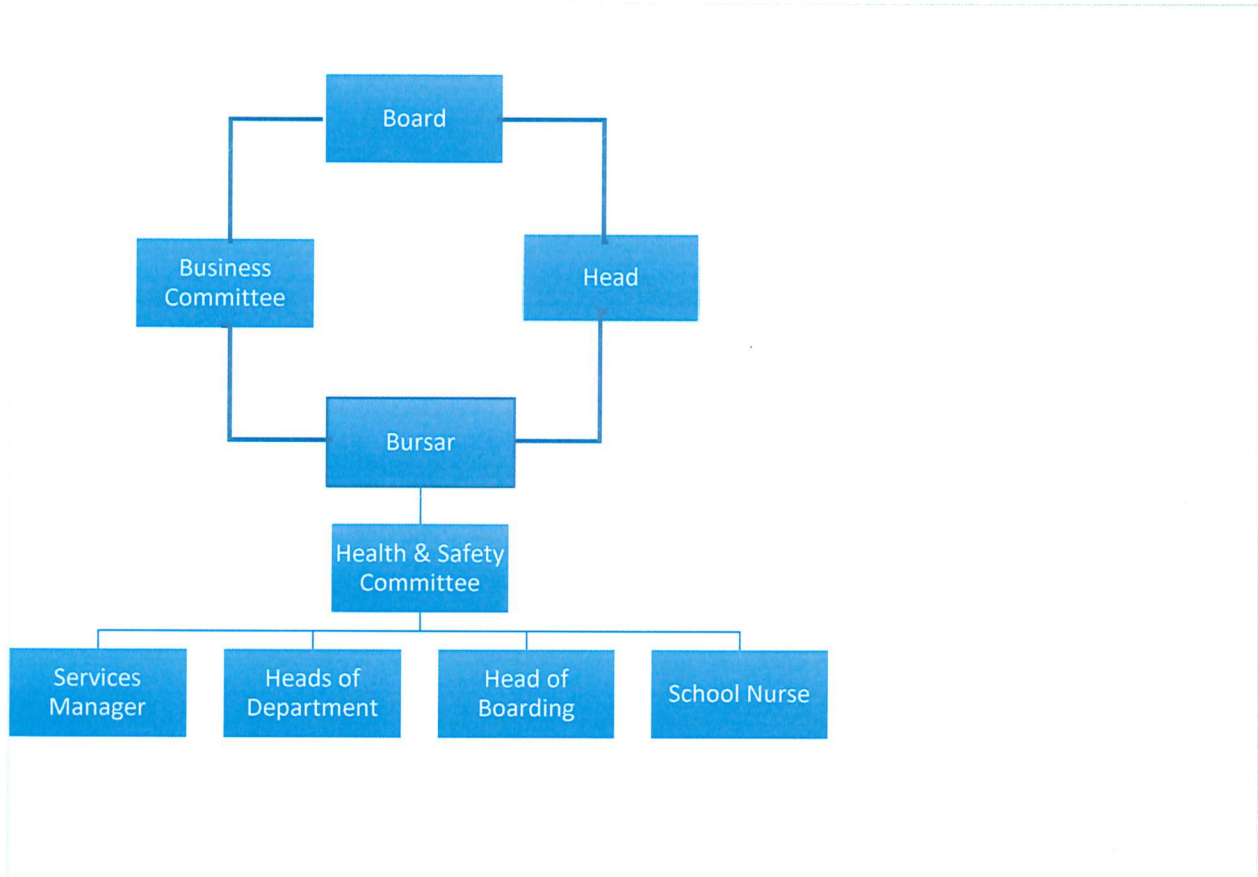 Board
Business
Committee
Head
Bursar
Health & Safety
Committee
Services
Manager
Heads of
Department
Head of
Boarding
School Nurse